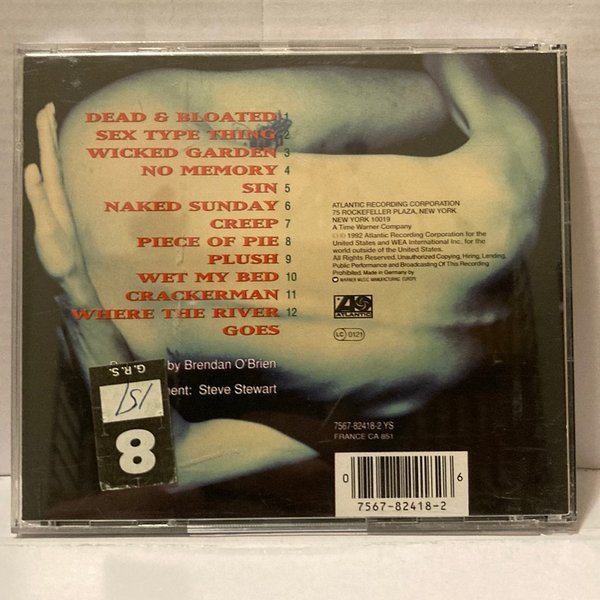 DEAD & BLOATED 1
SEX TYPE THING 2
WICKED GARDEN 3
NO MEMORY 4
SIN 5
NAKED SUNDAY 6
CREEP 7
PIECE OF PIE 8
PLUSH 9
WET MY BED 10
CRACKERMAN 11
WHERE THE RIVER 12
GOES
by Brendan O'Brien
Steve Stewart
G.R.S.
151
8
ATLANTIC RECORDING CORPORATION
75 ROCKEFELLER PLAZA, NEW YORK
NEW YORK 10019
A Time Warner Company
℗© 1992 Atlantic Recording Corporation for the
United States and WEA International Inc. for the
world outside of the United States.
All Rights Reserved. Unauthorized Copying, Hiring, Lending,
Public Performance and Broadcasting Of This Recording
Prohibited. Made in Germany by
WARNER MUSIC MANUFACTURING EUROPE
ATLANTIC
LC 0121
7567-82418-2 YS
FRANCE CA 851
0 6
7567-82418-2